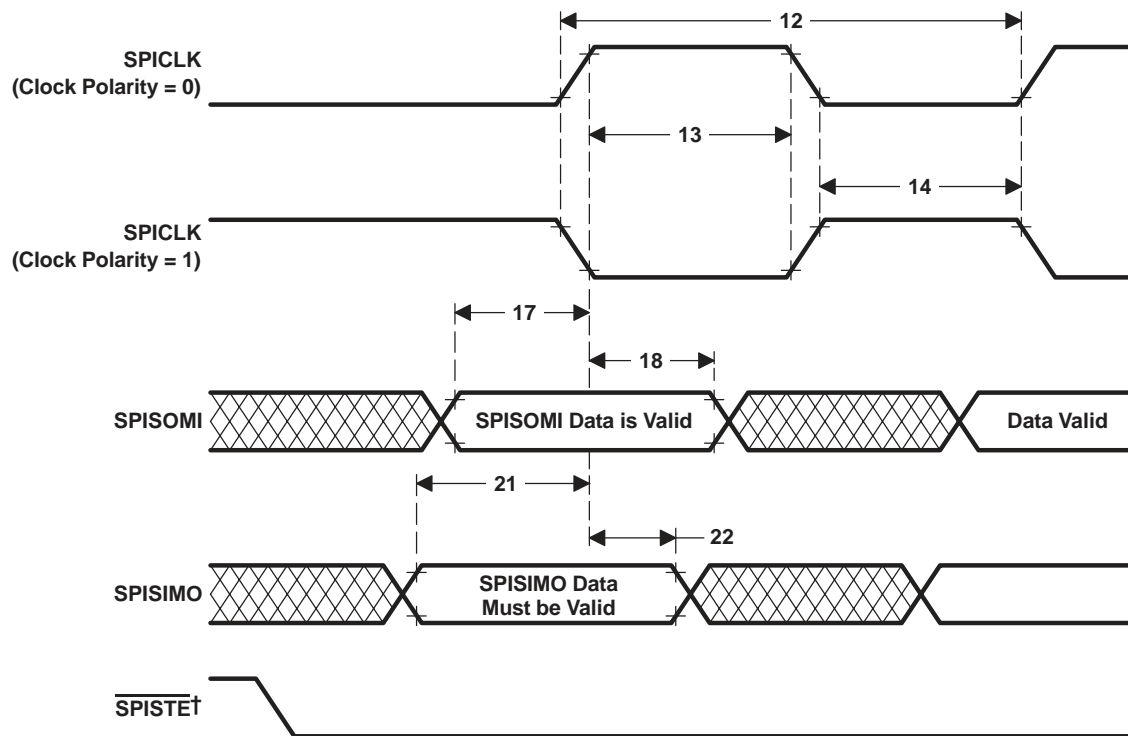 12
SPICLK
(Clock Polarity = 0)
13
14
SPICLK
(Clock Polarity = 1)
17
18
SPISOMI
SPISOMI Data is Valid
Data Valid
21
22
SPISIMO
SPISIMO Data
Must be Valid
SPISTE†